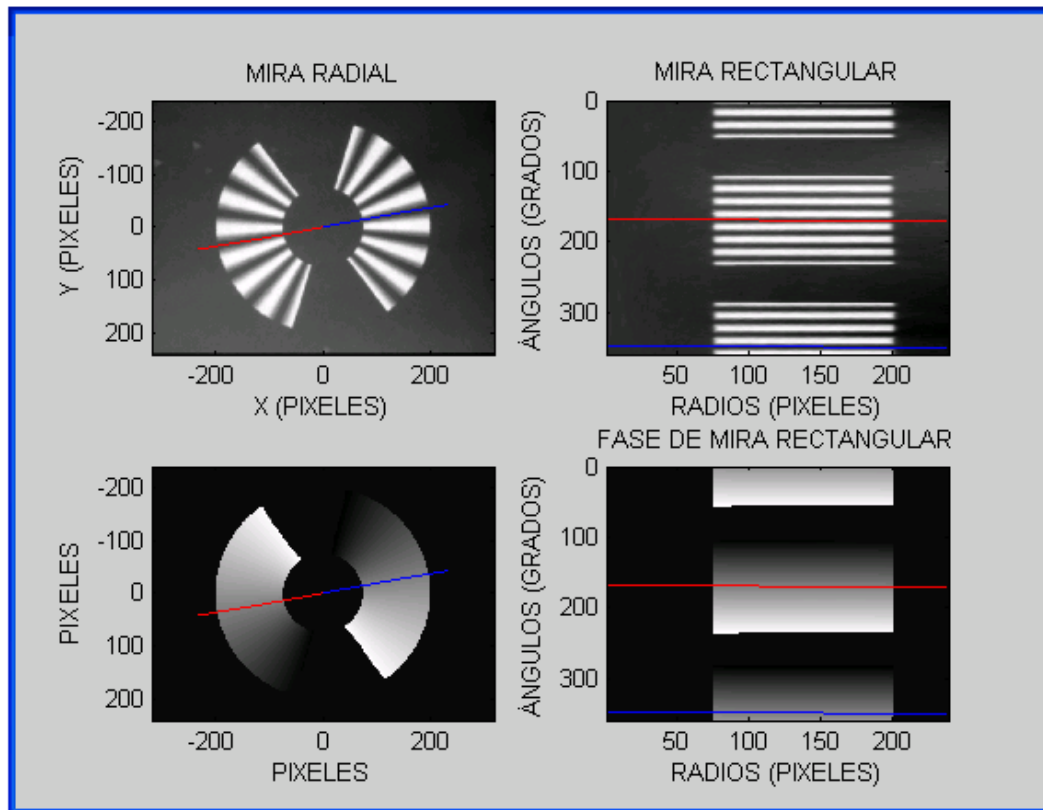 MIRA RADIAL
Y (PIXELES)
-200
-100
0
100
200
-200
0
200
X (PIXELES)
MIRA RECTANGULAR
ÁNGULOS (GRADOS)
0
100
200
300
50
100
150
200
RADIOS (PIXELES)
PIXELES
-200
-100
0
100
200
-200
0
200
PIXELES
FASE DE MIRA RECTANGULAR
ÁNGULOS (GRADOS)
0
100
200
300
50
100
150
200
RADIOS (PIXELES)